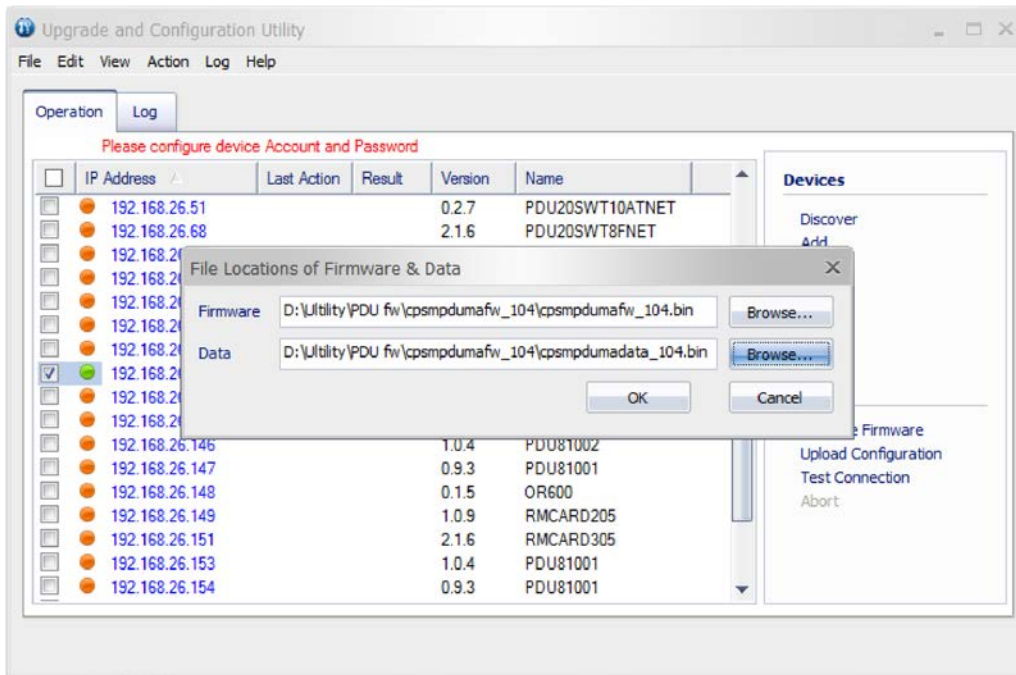 Upgrade and Configuration Utility
File Edit View Action Log Help
Operation Log
Please configure device Account and Password
IP Address Last Action Result Version Name
192.168.26.51 0.2.7 PDU20SWT10ATNET
192.168.26.68 2.1.6 PDU20SWT8FNET
File Locations of Firmware & Data
Firmware D:\Ultility\PDU fw\cpsmpdumafw_104\cpsmpdumafw_104.bin Browse...
Data D:\Ultility\PDU fw\cpsmpdumafw_104\cpsmpdumadata_104.bin Browse...
OK Cancel
192.168.26.146 1.0.4 PDU81002
192.168.26.147 0.9.3 PDU81001
192.168.26.148 0.1.5 OR600
192.168.26.149 1.0.9 RMCARD205
192.168.26.151 2.1.6 RMCARD305
192.168.26.153 1.0.4 PDU81001
192.168.26.154 0.9.3 PDU81001
Devices
Discover
Add
Firmware
Upload Configuration
Test Connection
Abort